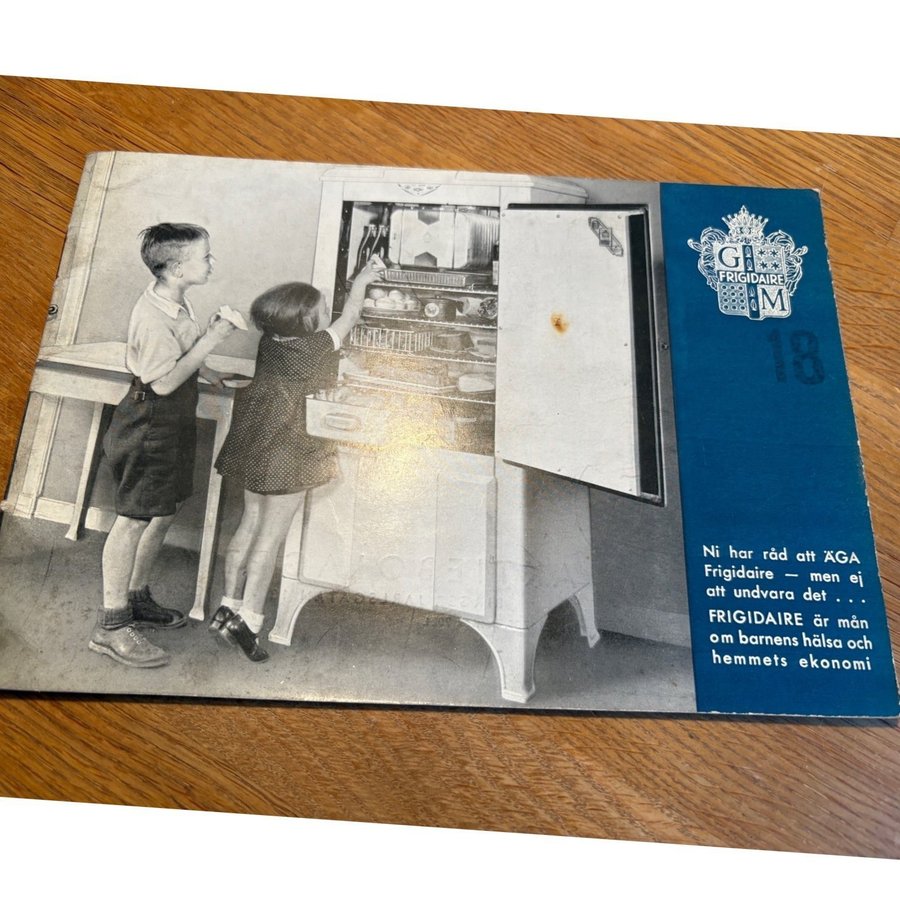 G
FRIGIDAIRE
M
18
Ni har råd att ÄGA
Frigidaire — men ej
att undvara det . . .
FRIGIDAIRE är mån
om barnens hälsa och
hemmets ekonomi